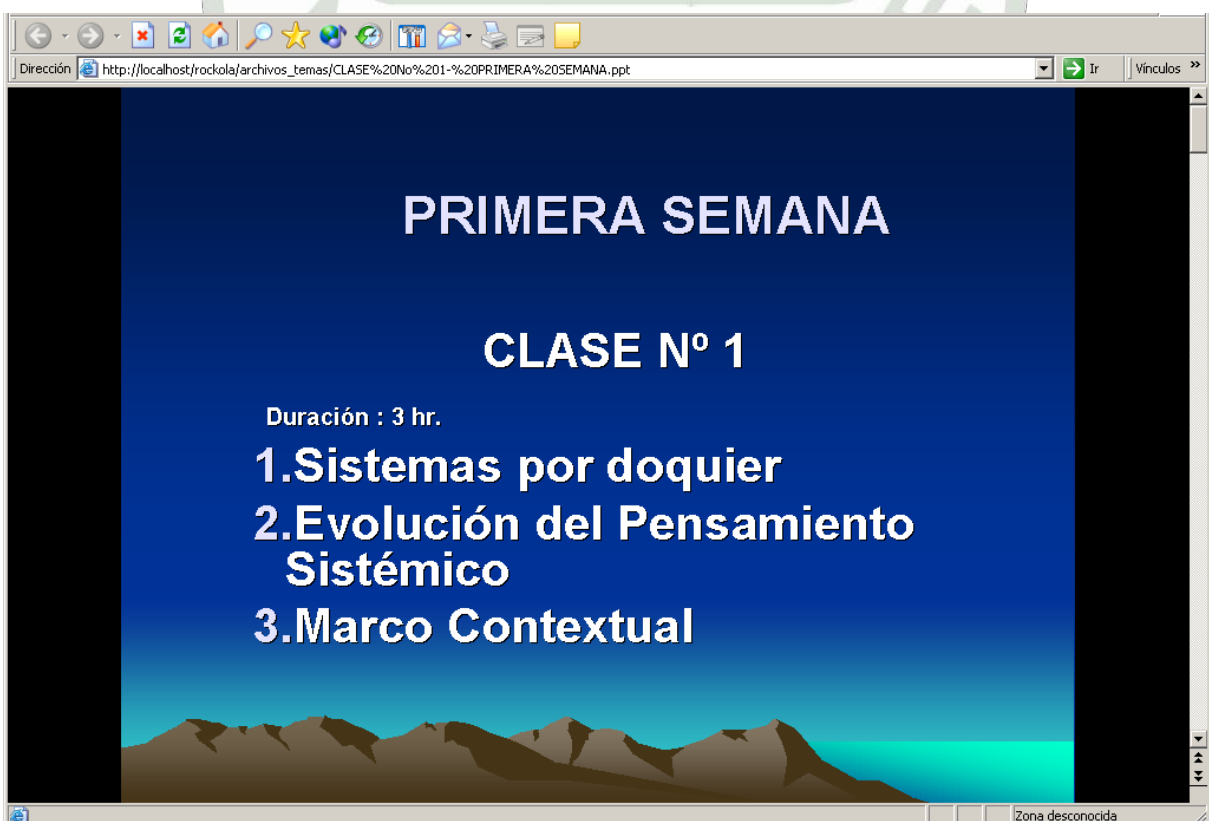 Dirección http://localhost/rockola/archivos_temas/CLASE%20No%201-%20PRIMERA%20SEMANA.ppt Ir Vínculos »
PRIMERA SEMANA
CLASE Nº 1
Duración : 3 hr.
1.Sistemas por doquier
2.Evolución del Pensamiento
Sistémico
3.Marco Contextual
Zona desconocida